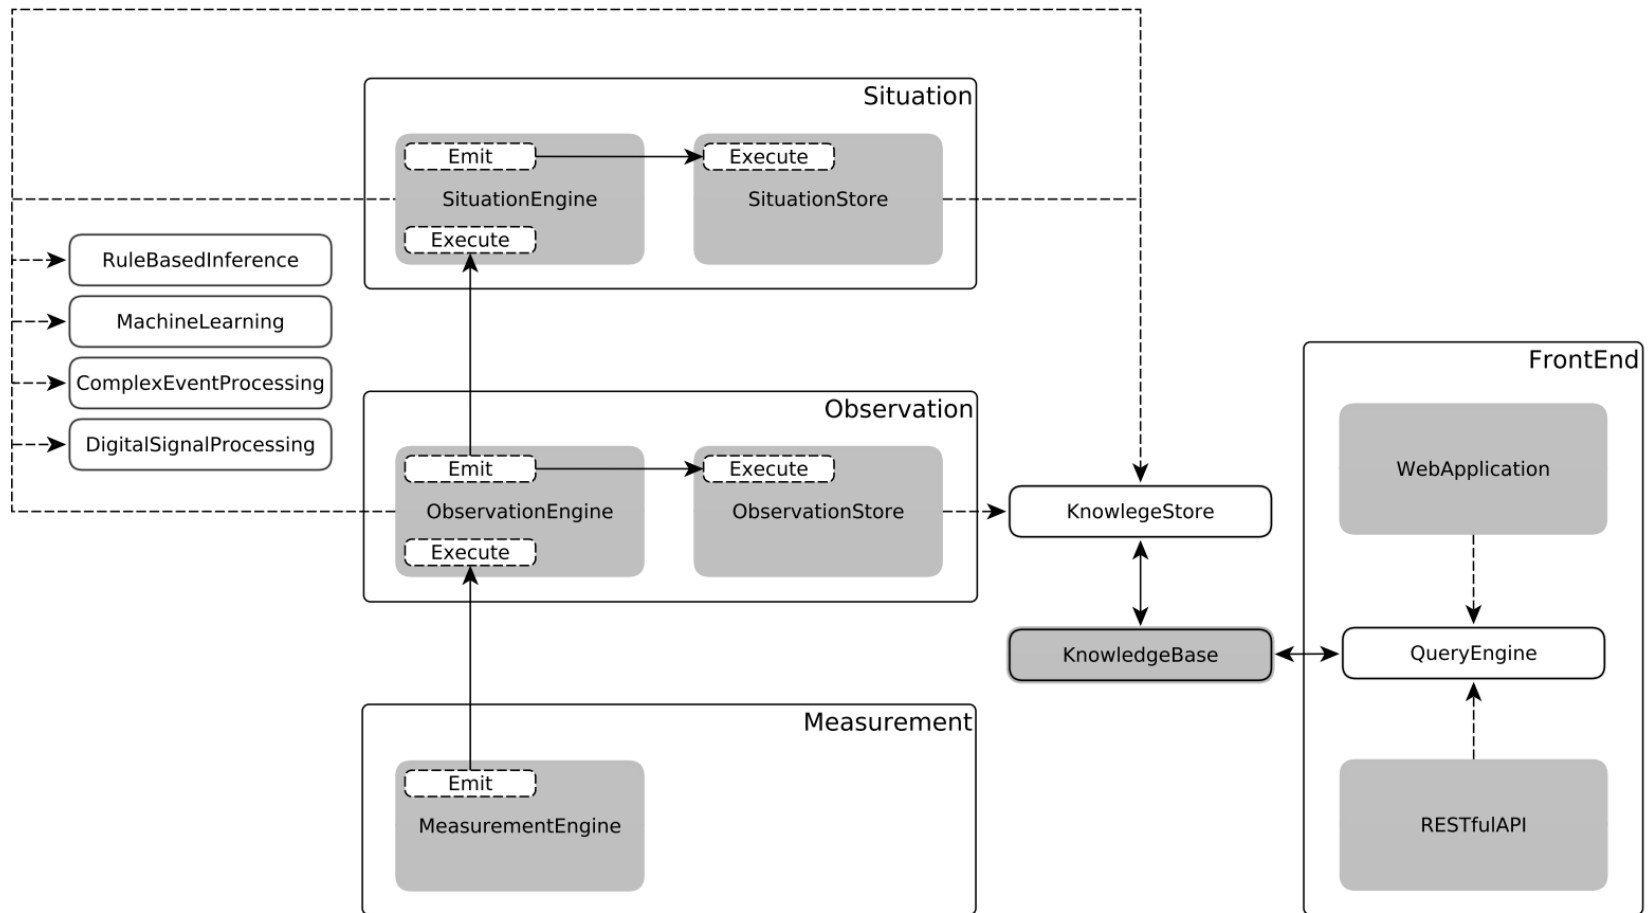 Situation
Emit
Execute
SituationEngine
SituationStore
Execute
RuleBasedInference
MachineLearning
ComplexEventProcessing
DigitalSignalProcessing
Observation
Emit
Execute
ObservationEngine
ObservationStore
Execute
KnowlegeStore
KnowledgeBase
Measurement
Emit
MeasurementEngine
FrontEnd
WebApplication
QueryEngine
RESTfulAPI